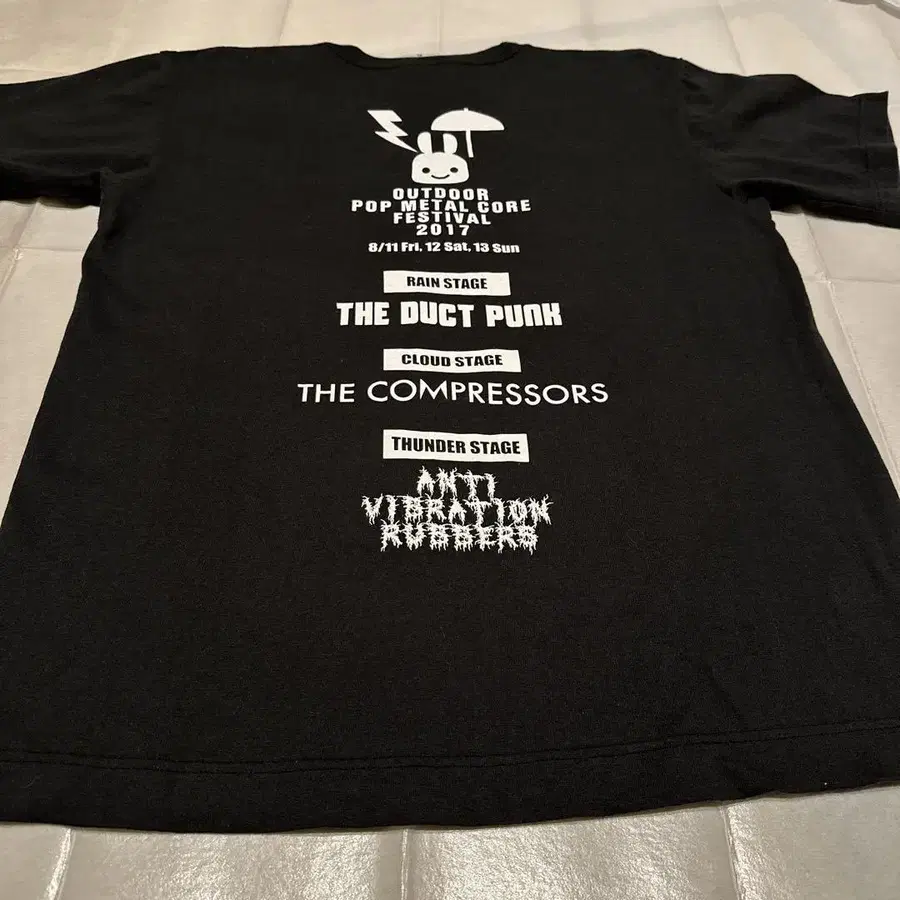 OUTDOOR
POP METAL CORE
FESTIVAL
2017
8/11 Fri, 12 Sat, 13 Sun
RAIN STAGE
THE DUCT PUNK
CLOUD STAGE
THE COMPRESSORS
THUNDER STAGE
ANTI
VIBRATION
RUBBERS